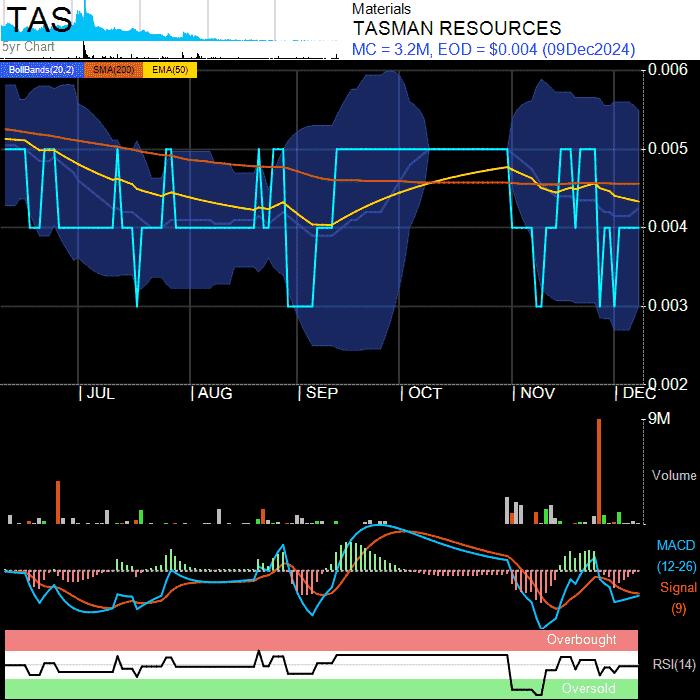 TAS
5yr Chart
Materials
TASMAN RESOURCES
MC = 3.2M, EOD = $0.004 (09Dec2024)
BollBands(20,2) SMA(200) EMA(50)
0.006
0.005
0.004
0.003
0.002
JUL AUG SEP OCT NOV DEC
9M
Volume
MACD
(12-26)
Signal
(9)
Overbought
RSI(14)
Oversold